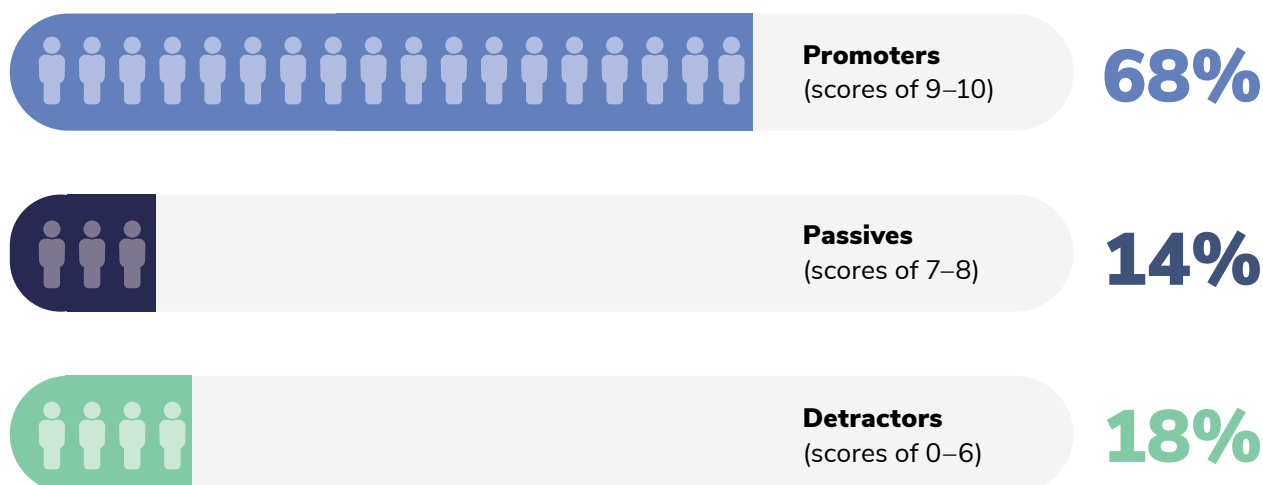 Promoters
(scores of 9–10)
68%
Passives
(scores of 7–8)
14%
Detractors
(scores of 0–6)
18%